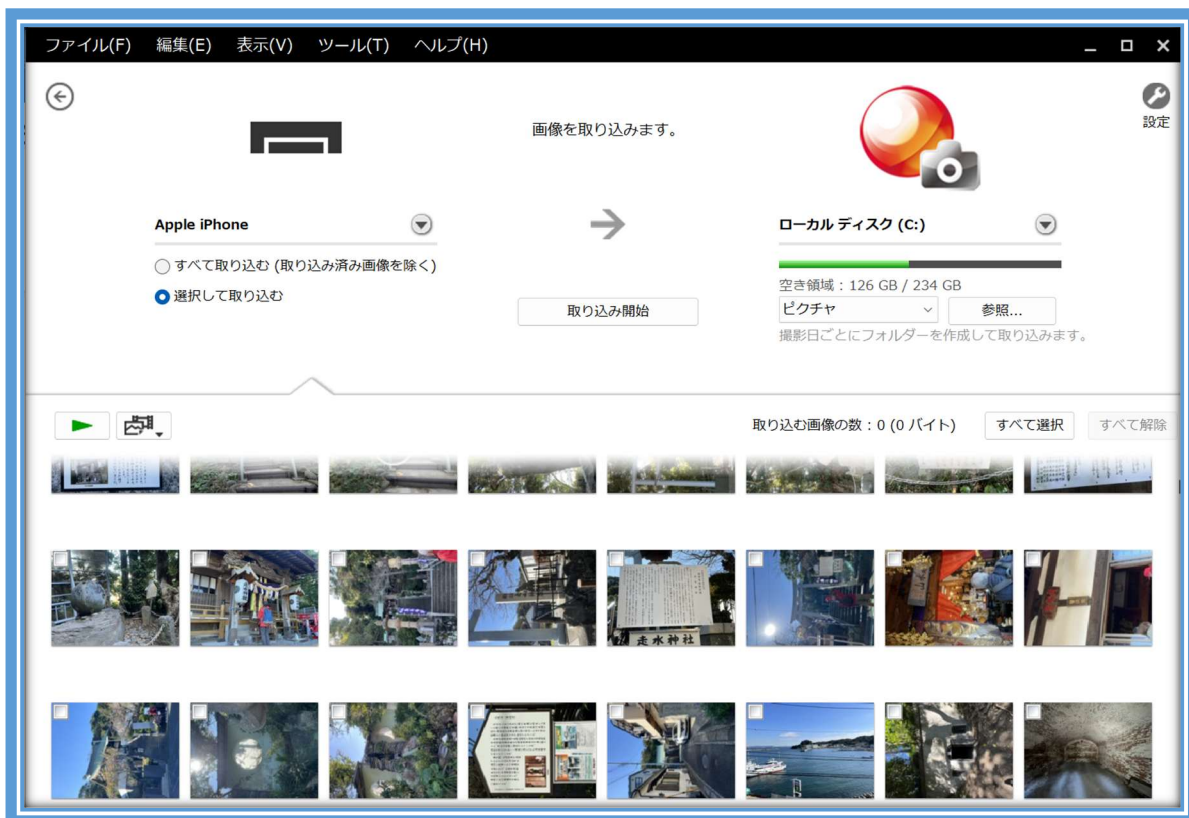 ファイル(F) 編集(E) 表示(V) ツール(T) ヘルプ(H)
設定
画像を取り込みます。
Apple iPhone
ローカル ディスク (C:)
すべて取り込む (取り込み済み画像を除く)
選択して取り込む
取り込み開始
空き領域：126 GB / 234 GB
ピクチャ
参照...
撮影日ごとにフォルダーを作成して取り込みます。
取り込む画像の数：0 (0 バイト)
すべて選択
すべて解除
走水神社